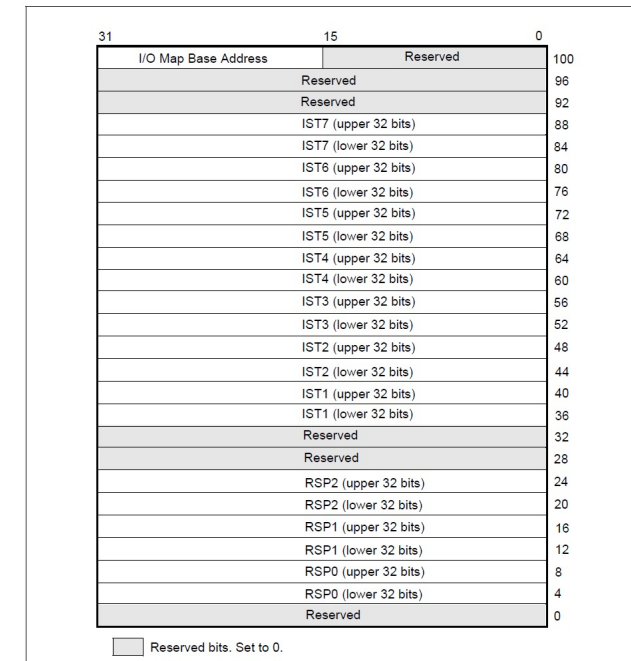 31 15 0
I/O Map Base Address Reserved 100
Reserved 96
Reserved 92
IST7 (upper 32 bits) 88
IST7 (lower 32 bits) 84
IST6 (upper 32 bits) 80
IST6 (lower 32 bits) 76
IST5 (upper 32 bits) 72
IST5 (lower 32 bits) 68
IST4 (upper 32 bits) 64
IST4 (lower 32 bits) 60
IST3 (upper 32 bits) 56
IST3 (lower 32 bits) 52
IST2 (upper 32 bits) 48
IST2 (lower 32 bits) 44
IST1 (upper 32 bits) 40
IST1 (lower 32 bits) 36
Reserved 32
Reserved 28
RSP2 (upper 32 bits) 24
RSP2 (lower 32 bits) 20
RSP1 (upper 32 bits) 16
RSP1 (lower 32 bits) 12
RSP0 (upper 32 bits) 8
RSP0 (lower 32 bits) 4
Reserved 0
Reserved bits. Set to 0.